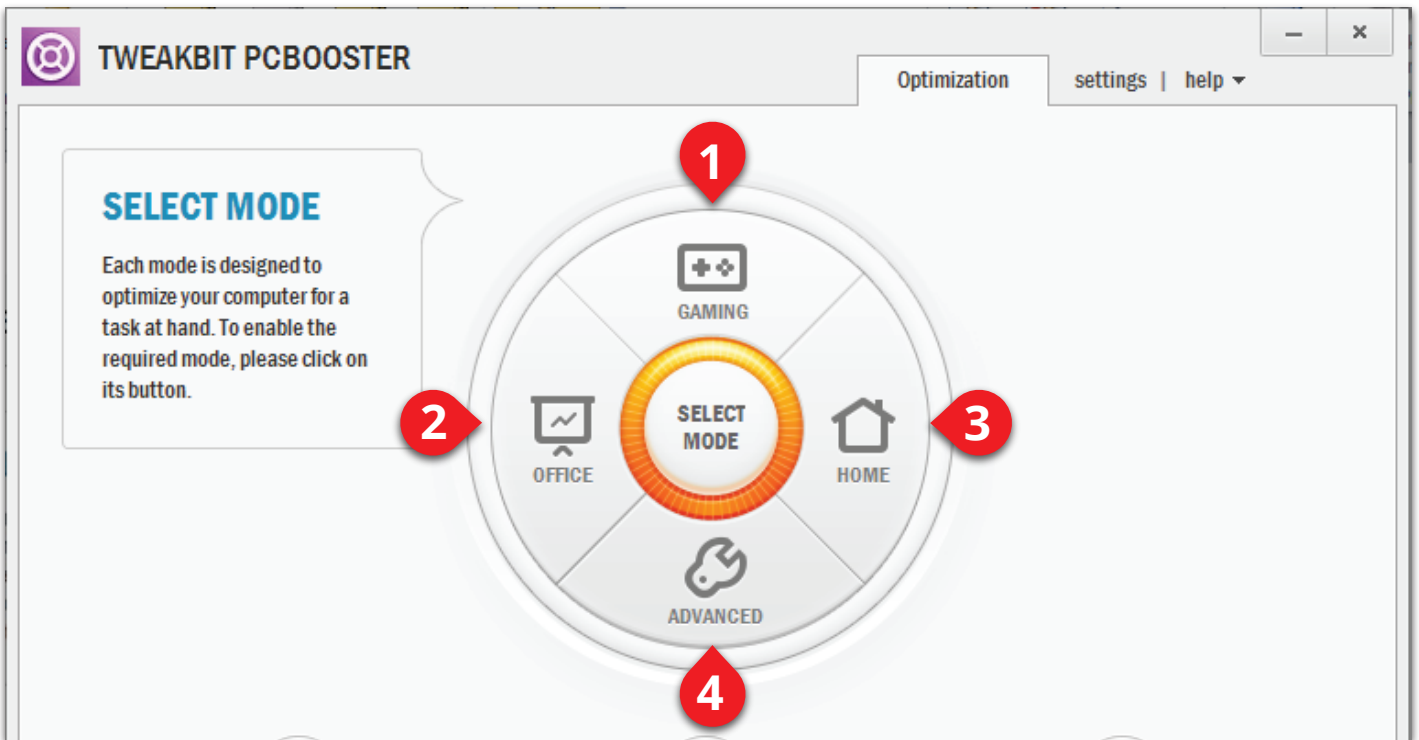 TWEAKBIT PCBOOSTER
Optimization
settings | help
SELECT MODE
Each mode is designed to
optimize your computer for a
task at hand. To enable the
required mode, please click on
its button.
1
GAMING
2
OFFICE
SELECT
MODE
HOME
3
ADVANCED
4